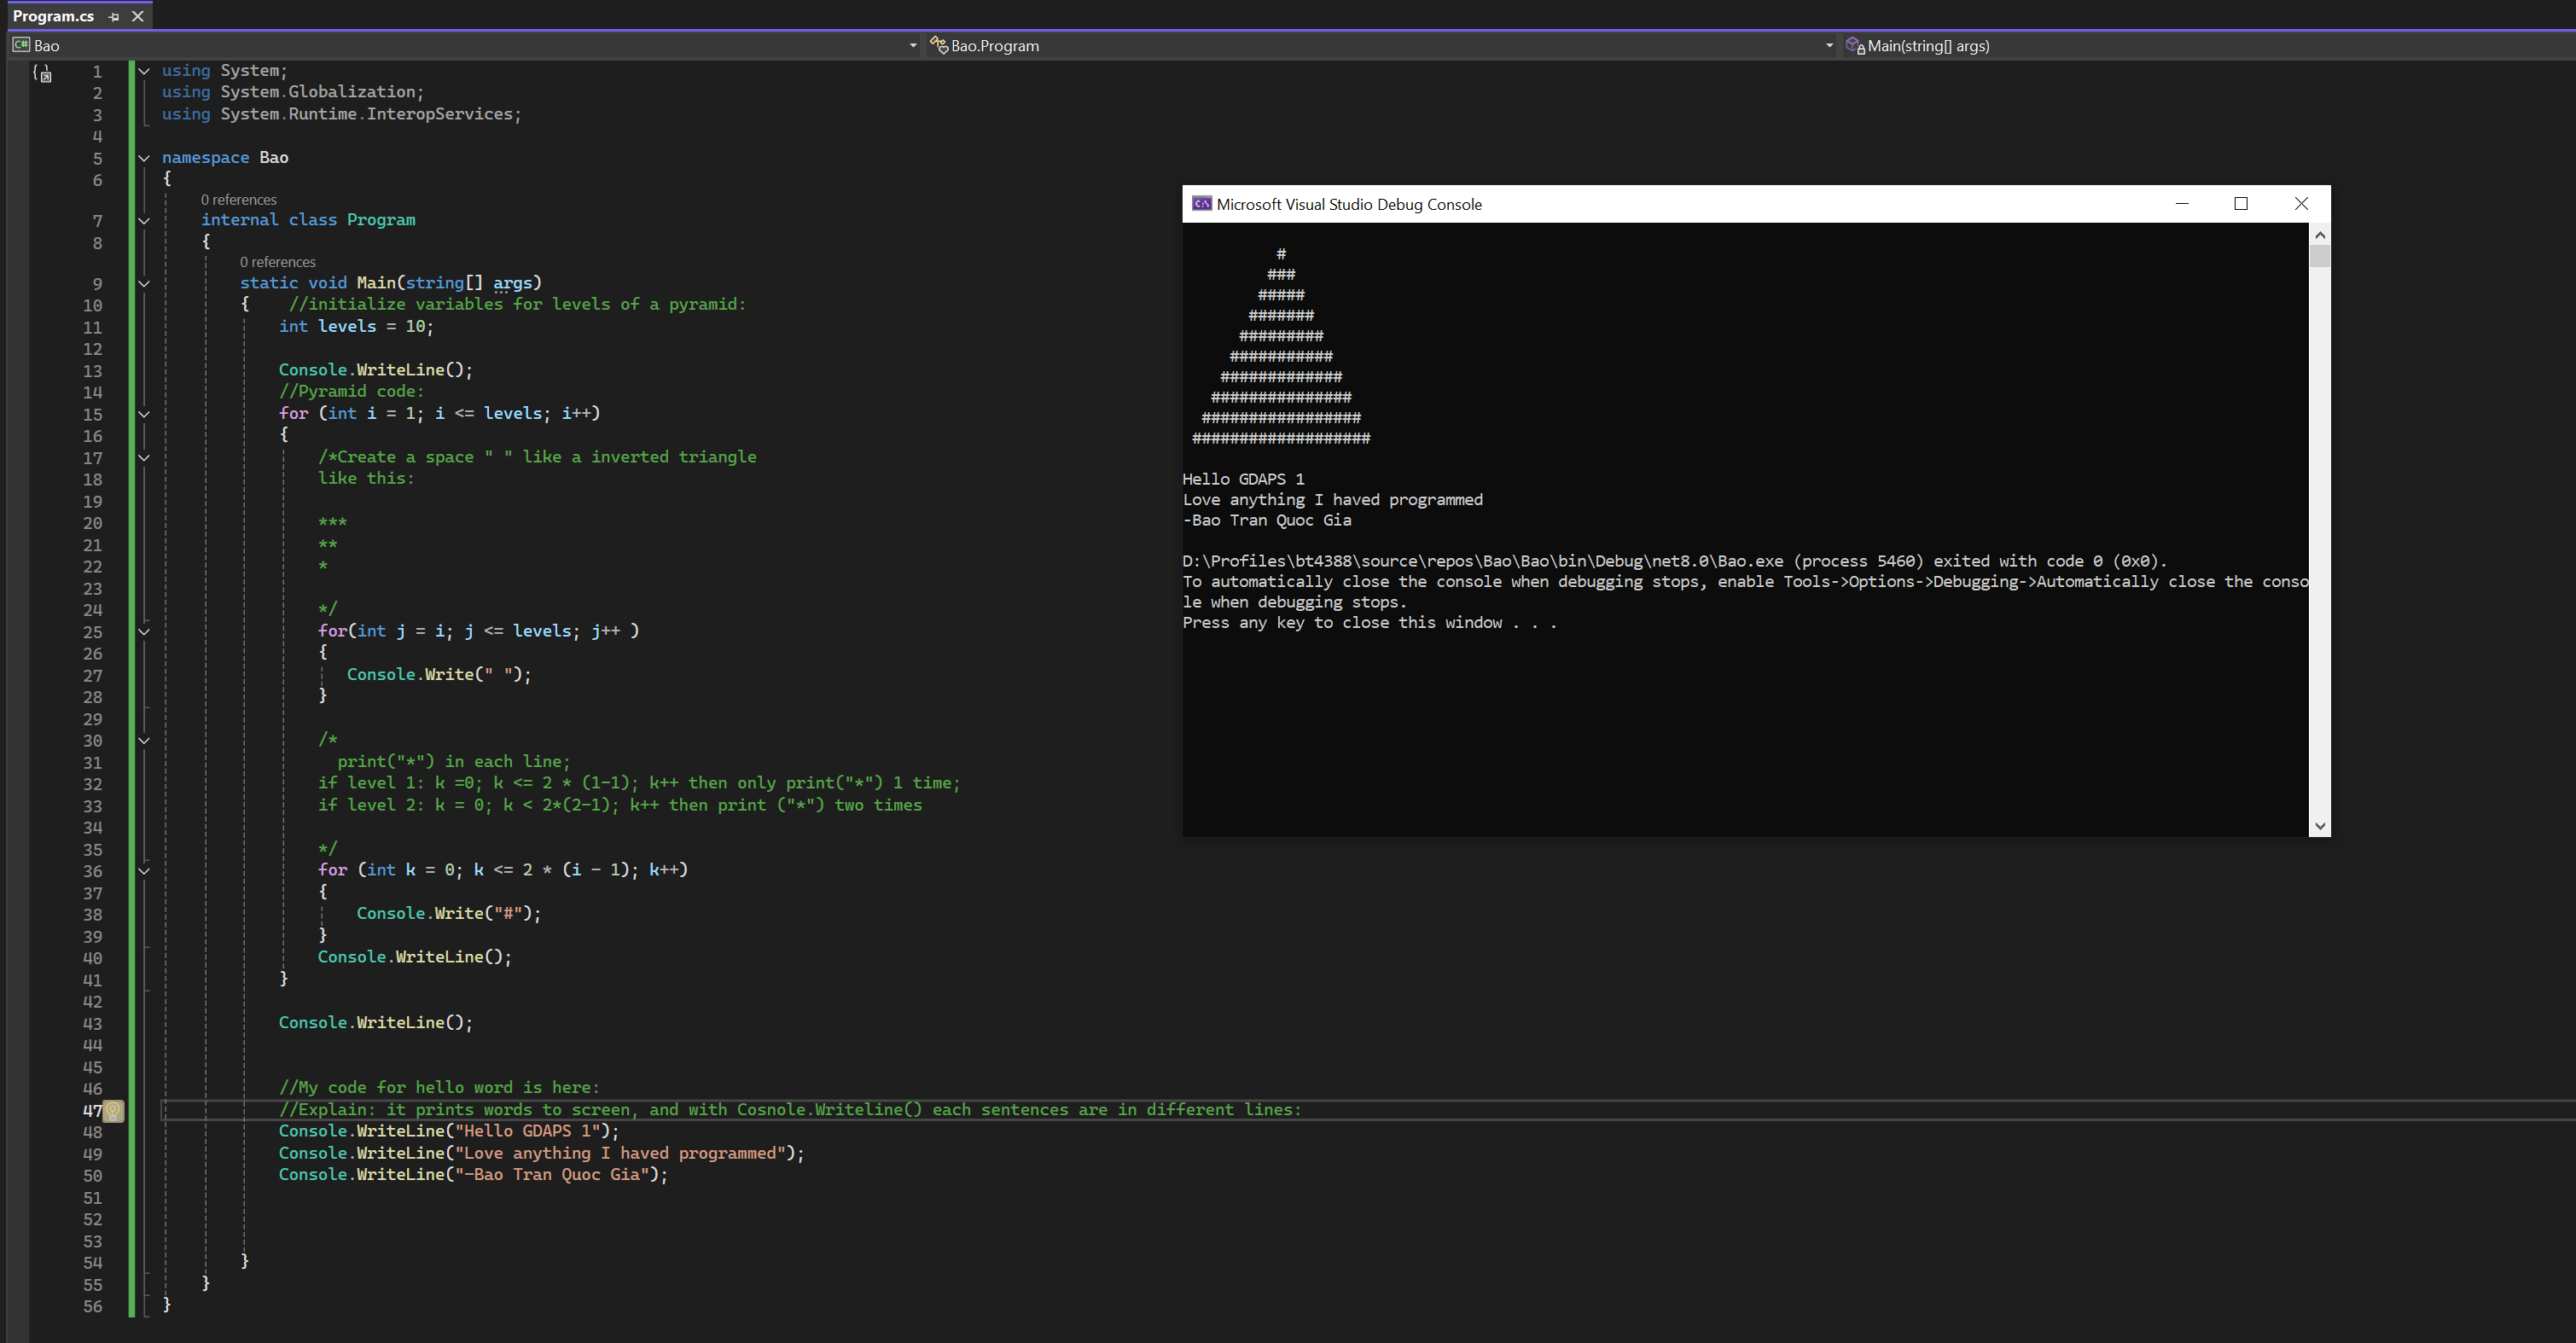 Program.cs
C# Bao
Bao.Program
Main(string[] args)
1 using System;
2 using System.Globalization;
3 using System.Runtime.InteropServices;
4
5 namespace Bao
6 {
0 references
7 internal class Program
8 {
0 references
9 static void Main(string[] args)
10 { //initialize variables for levels of a pyramid:
11 int levels = 10;
12
13 Console.WriteLine();
14 //Pyramid code:
15 for (int i = 1; i <= levels; i++)
16 {
17 /*Create a space " " like a inverted triangle
18 like this:
19
20 ***
21 **
22 *
23
24 */
25 for(int j = i; j <= levels; j++ )
26 {
27 Console.Write(" ");
28 }
29
30 /*
31 print("*") in each line;
32 if level 1: k =0; k <= 2 * (1-1); k++ then only print("*") 1 time;
33 if level 2: k = 0; k < 2*(2-1); k++ then print ("*") two times
34
35 */
36 for (int k = 0; k <= 2 * (i - 1); k++)
37 {
38 Console.Write("#");
39 }
40 Console.WriteLine();
41 }
42
43 Console.WriteLine();
44
45
46 //My code for hello word is here:
47 //Explain: it prints words to screen, and with Cosnole.Writeline() each sentences are in different lines:
48 Console.WriteLine("Hello GDAPS 1");
49 Console.WriteLine("Love anything I haved programmed");
50 Console.WriteLine("-Bao Tran Quoc Gia");
51
52
53
54 }
55 }
56 }
Microsoft Visual Studio Debug Console
#
###
#####
#######
#########
###########
#############
###############
#################
###################
Hello GDAPS 1
Love anything I haved programmed
-Bao Tran Quoc Gia
D:\Profiles\bt4388\source\repos\Bao\Bao\bin\Debug\net8.0\Bao.exe (process 5460) exited with code 0 (0x0).
To automatically close the console when debugging stops, enable Tools->Options->Debugging->Automatically close the conso
le when debugging stops.
Press any key to close this window . . .